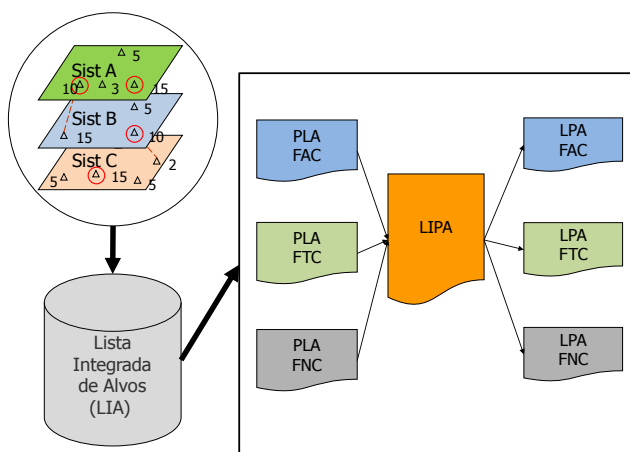 5
Sist A
10 3 15
Sist B
5
15 10
Sist C
2
5 15 5
Lista
Integrada
de Alvos
(LIA)
PLA
FAC
PLA
FTC
PLA
FNC
LIPA
LPA
FAC
LPA
FTC
LPA
FNC